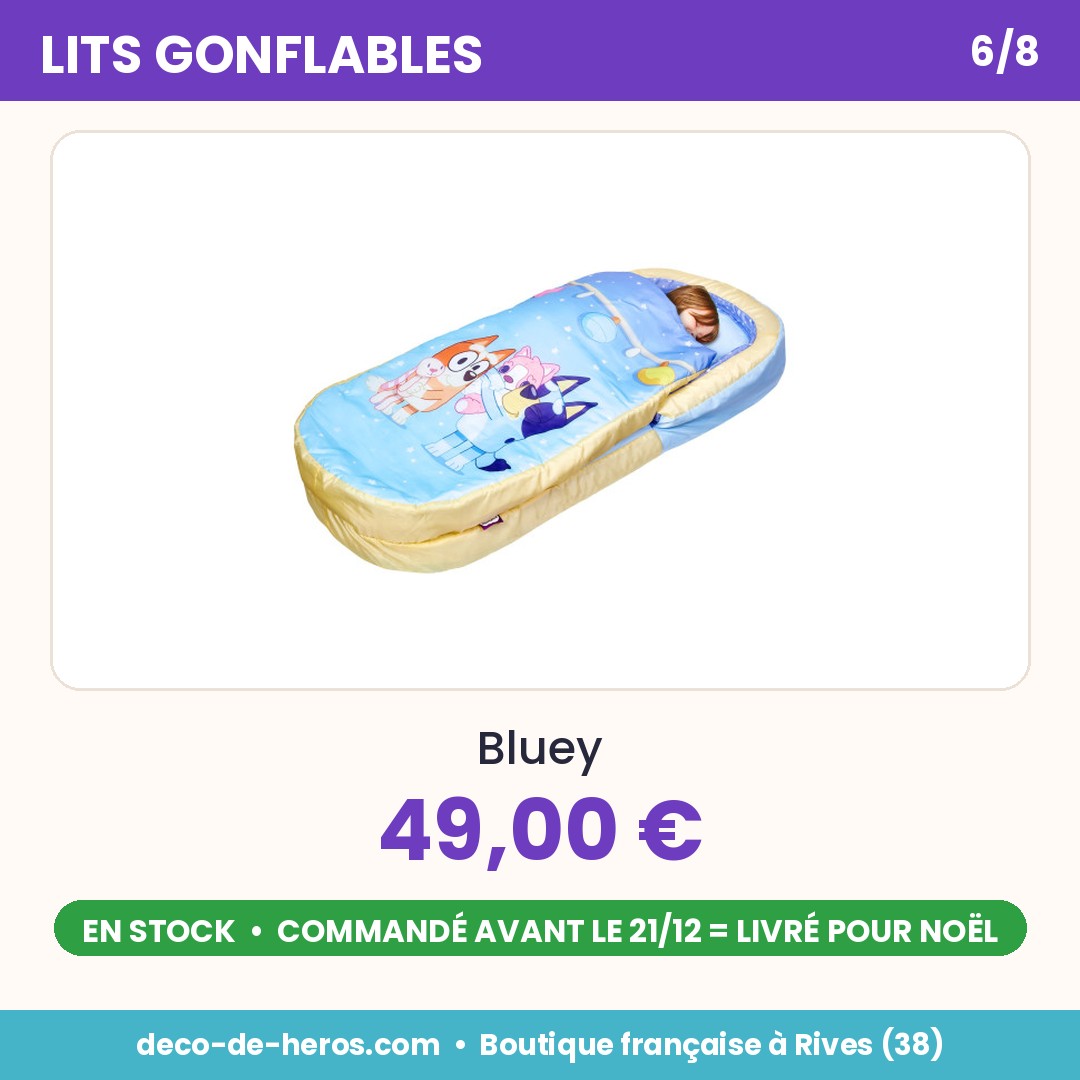 LITS GONFLABLES
6/8
Bluey
49,00 €
EN STOCK • COMMANDÉ AVANT LE 21/12 = LIVRÉ POUR NOËL
deco-de-heros.com • Boutique française à Rives (38)